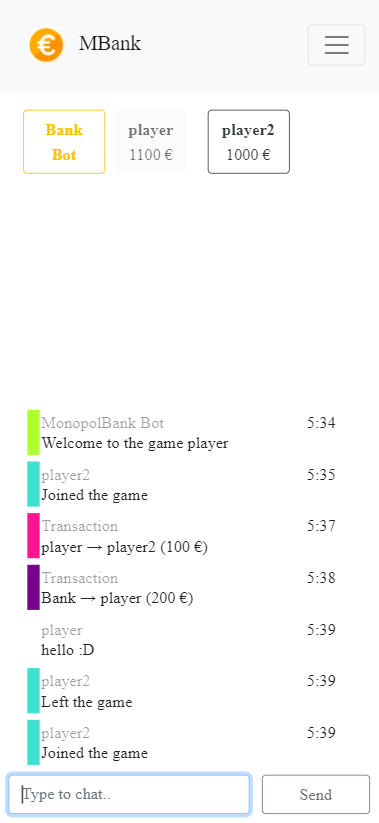 MBank
Bank
Bot
player
1100 €
player2
1000 €
MonopolBank Bot 5:34
Welcome to the game player
player2 5:35
Joined the game
Transaction 5:37
player → player2 (100 €)
Transaction 5:38
Bank → player (200 €)
player 5:39
hello :D
player2 5:39
Left the game
player2 5:39
Joined the game
Type to chat..
Send